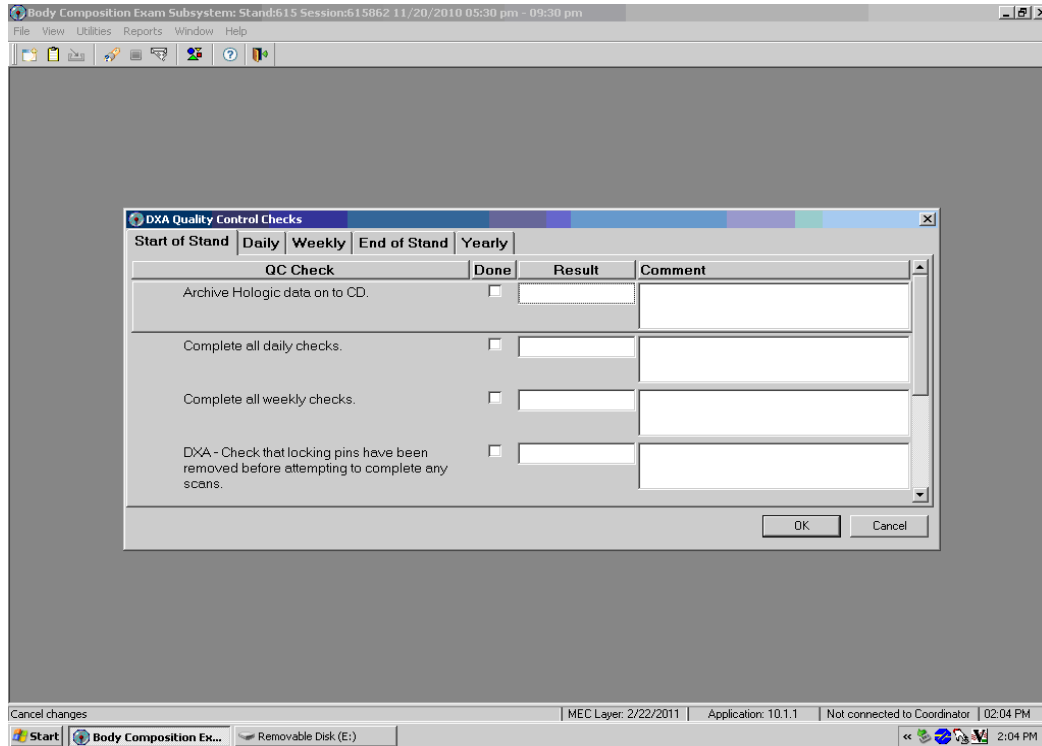 Body Composition Exam Subsystem: Stand:615 Session:615862 11/20/2010 05:30 pm - 09:30 pm
File View Utilities Reports Window Help
DXA Quality Control Checks
Start of Stand Daily Weekly End of Stand Yearly
QC Check Done Result Comment
Archive Hologic data on to CD.
Complete all daily checks.
Complete all weekly checks.
DXA - Check that locking pins have been
removed before attempting to complete any
scans.
OK Cancel
Cancel changes MEC Layer: 2/22/2011 Application: 10.1.1 Not connected to Coordinator 02:04 PM
Start Body Composition Ex... Removable Disk (E:) 2:04 PM